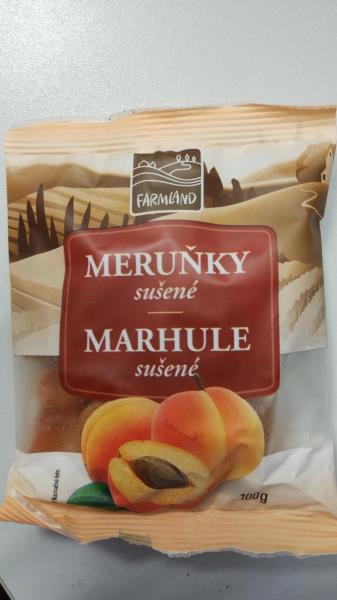 FARMLAND
MERUŇKY
sušené
MARHULE
sušené
100g